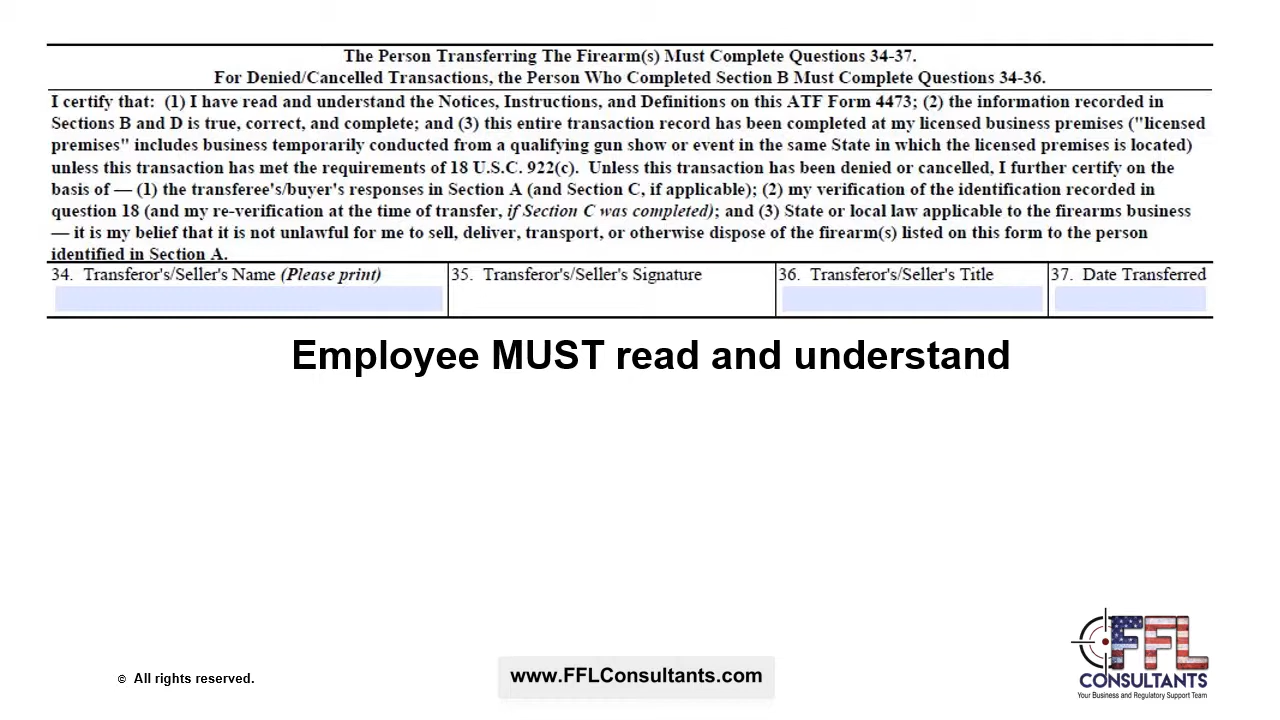 The Person Transferring The Firearm(s) Must Complete Questions 34-37.
For Denied/Cancelled Transactions, the Person Who Completed Section B Must Complete Questions 34-36.
I certify that: (1) I have read and understand the Notices, Instructions, and Definitions on this ATF Form 4473; (2) the information recorded in
Sections B and D is true, correct, and complete; and (3) this entire transaction record has been completed at my licensed business premises ("licensed
premises" includes business temporarily conducted from a qualifying gun show or event in the same State in which the licensed premises is located)
unless this transaction has met the requirements of 18 U.S.C. 922(c). Unless this transaction has been denied or cancelled, I further certify on the
basis of — (1) the transferee's/buyer's responses in Section A (and Section C, if applicable); (2) my verification of the identification recorded in
question 18 (and my re-verification at the time of transfer, if Section C was completed); and (3) State or local law applicable to the firearms business
— it is my belief that it is not unlawful for me to sell, deliver, transport, or otherwise dispose of the firearm(s) listed on this form to the person
identified in Section A.
34. Transferor's/Seller's Name (Please print)
35. Transferor's/Seller's Signature
36. Transferor's/Seller's Title
37. Date Transferred
Employee MUST read and understand
© All rights reserved.
www.FFLConsultants.com
FFL
CONSULTANTS
Your Business and Regulatory Support Team